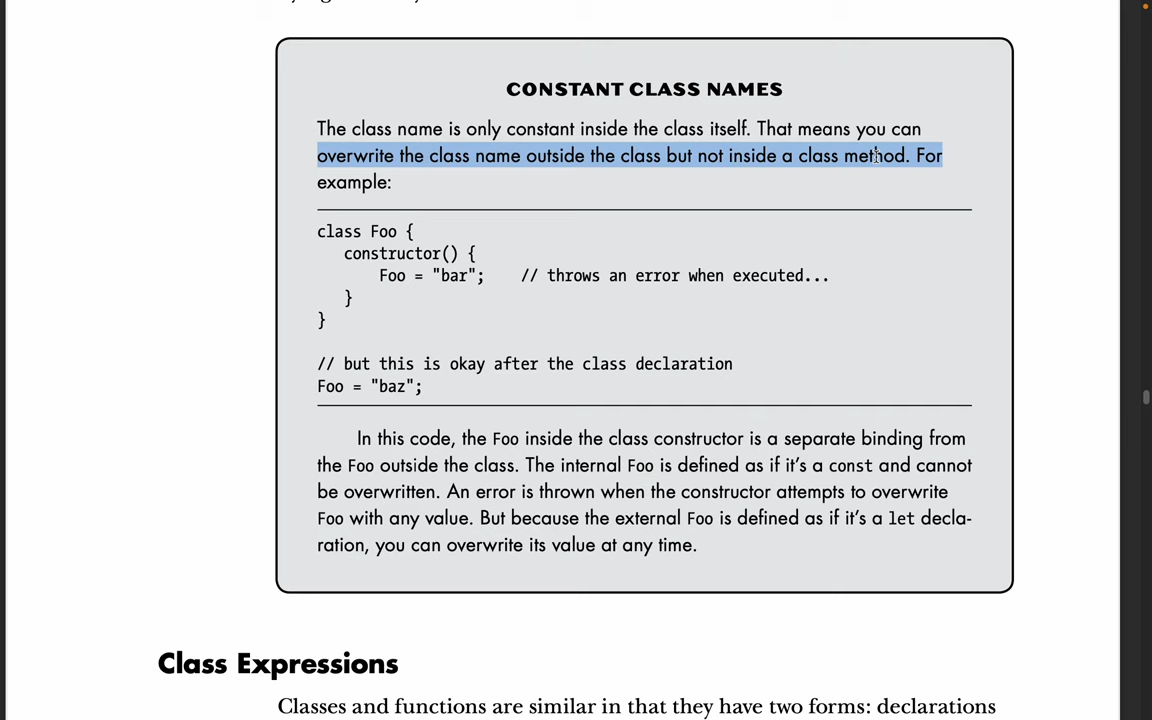 CONSTANT CLASS NAMES
The class name is only constant inside the class itself. That means you can
overwrite the class name outside the class but not inside a class method. For
example:
class Foo {
   constructor() {
       Foo = "bar";    // throws an error when executed...
   }
}
// but this is okay after the class declaration
Foo = "baz";
In this code, the Foo inside the class constructor is a separate binding from
the Foo outside the class. The internal Foo is defined as if it’s a const and cannot
be overwritten. An error is thrown when the constructor attempts to overwrite
Foo with any value. But because the external Foo is defined as if it’s a let decla-
ration, you can overwrite its value at any time.
Class Expressions
Classes and functions are similar in that they have two forms: declarations